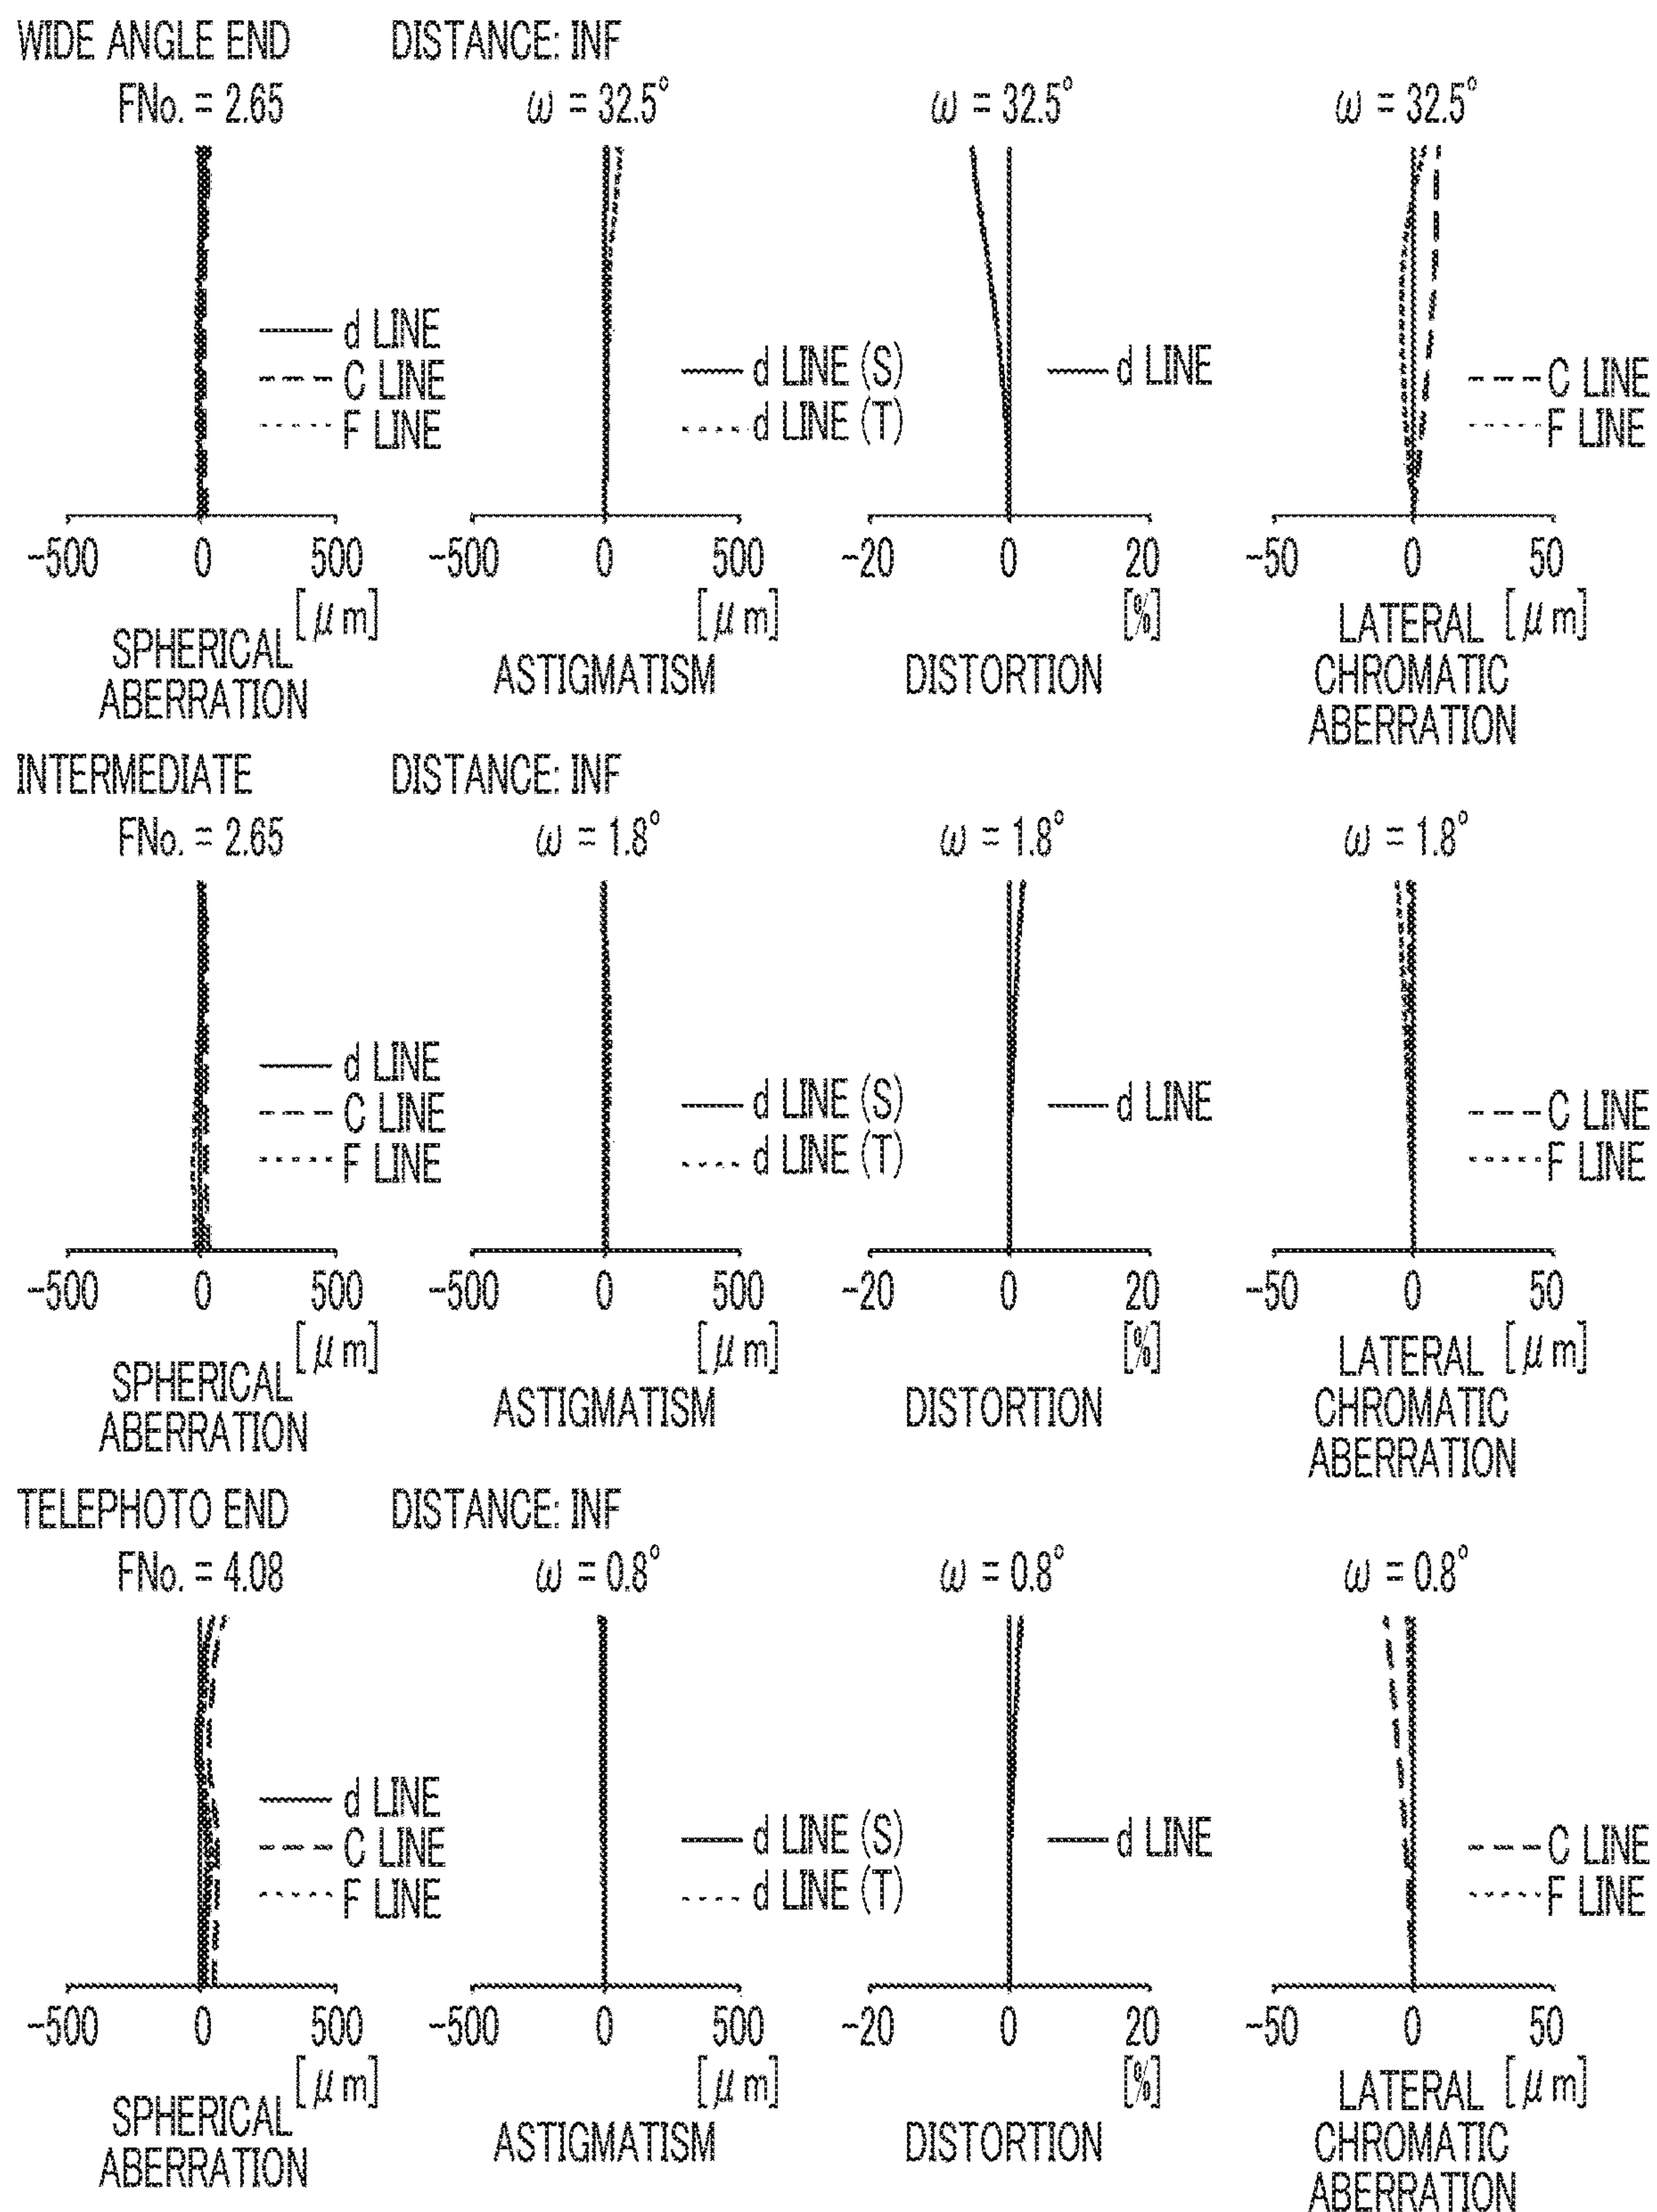 WIDE ANGLE END DISTANCE: INF
FNo. = 2.65 ω = 32.5° ω = 32.5° ω = 32.5°
d LINE
C LINE
F LINE
d LINE (S)
d LINE (T)
d LINE
C LINE
F LINE
-500 0 500 -500 0 500 -20 0 20 -50 0 50
[μm] [μm] [%] [μm]
SPHERICAL
ABERRATION
ASTIGMATISM
DISTORTION
LATERAL
CHROMATIC
ABERRATION
INTERMEDIATE DISTANCE: INF
FNo. = 2.65 ω = 1.8° ω = 1.8° ω = 1.8°
d LINE
C LINE
F LINE
d LINE (S)
d LINE (T)
d LINE
C LINE
F LINE
-500 0 500 -500 0 500 -20 0 20 -50 0 50
[μm] [μm] [%] [μm]
SPHERICAL
ABERRATION
ASTIGMATISM
DISTORTION
LATERAL
CHROMATIC
ABERRATION
TELEPHOTO END DISTANCE: INF
FNo. = 4.08 ω = 0.8° ω = 0.8° ω = 0.8°
d LINE
C LINE
F LINE
d LINE (S)
d LINE (T)
d LINE
C LINE
F LINE
-500 0 500 -500 0 500 -20 0 20 -50 0 50
[μm] [μm] [%] [μm]
SPHERICAL
ABERRATION
ASTIGMATISM
DISTORTION
LATERAL
CHROMATIC
ABERRATION